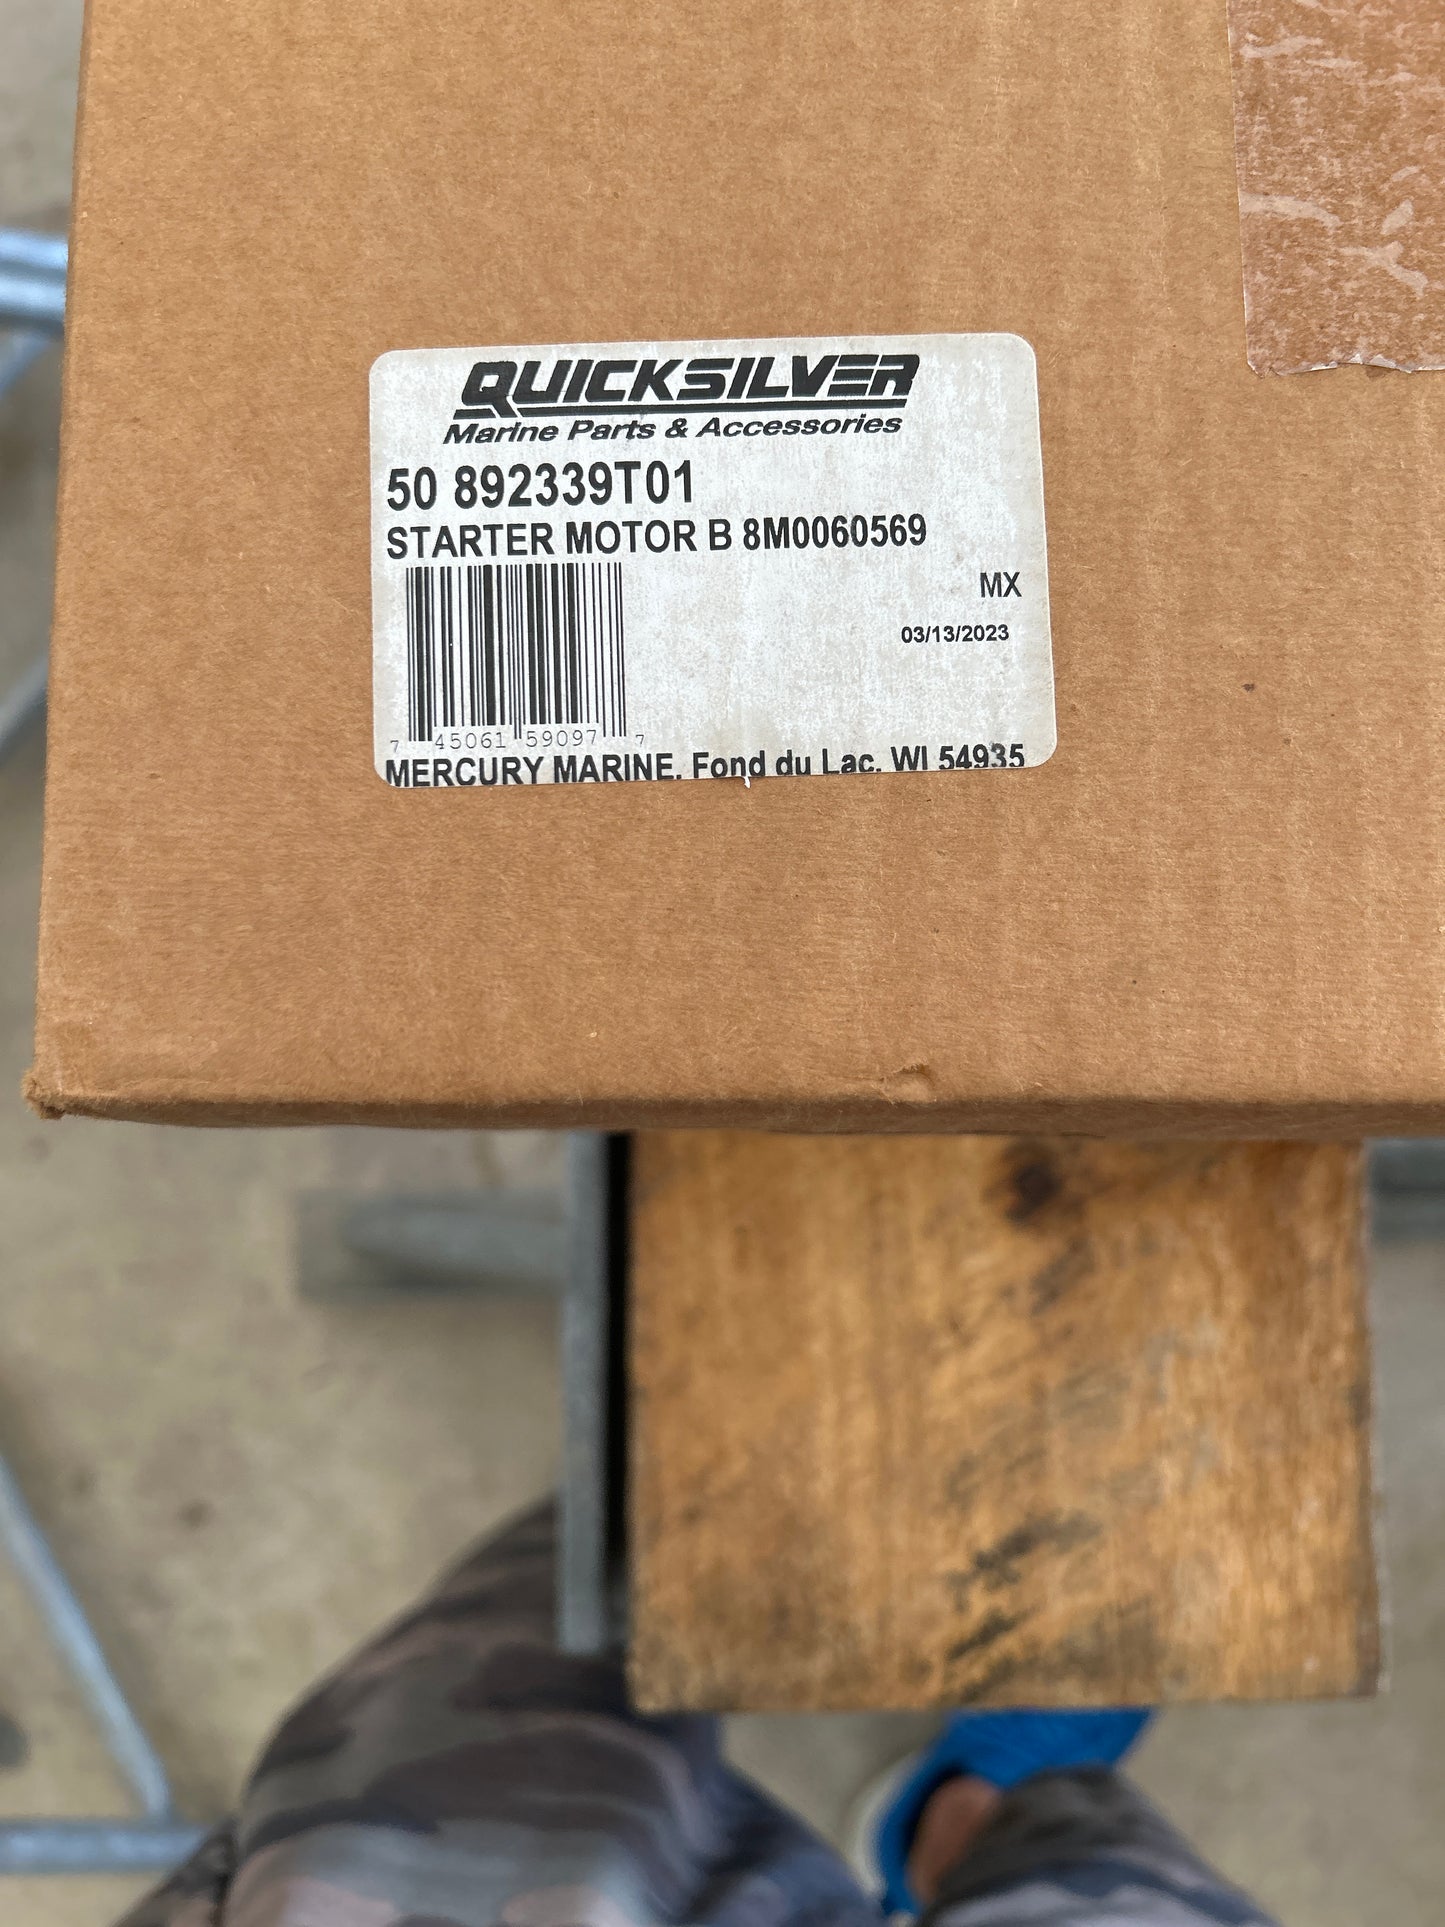 QUICKSILVER
Marine Parts & Accessories
50 892339T01
STARTER MOTOR B 8M0060569
MX
03/13/2023
7 45061 59097 7
MERCURY MARINE, Fond du Lac, WI 54935